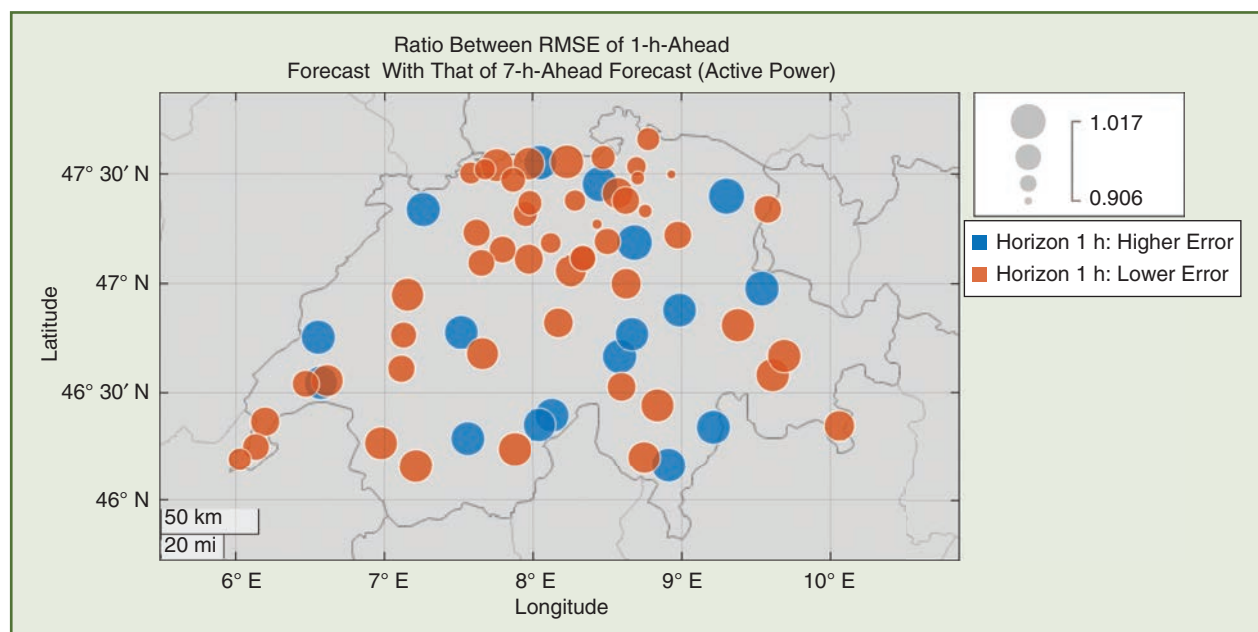 Ratio Between RMSE of 1-h-Ahead
Forecast With That of 7-h-Ahead Forecast (Active Power)
1.017
0.906
Horizon 1 h: Higher Error
Horizon 1 h: Lower Error
Latitude
47° 30′ N
47° N
46° 30′ N
46° N
50 km
20 mi
6° E
7° E
8° E
9° E
10° E
Longitude